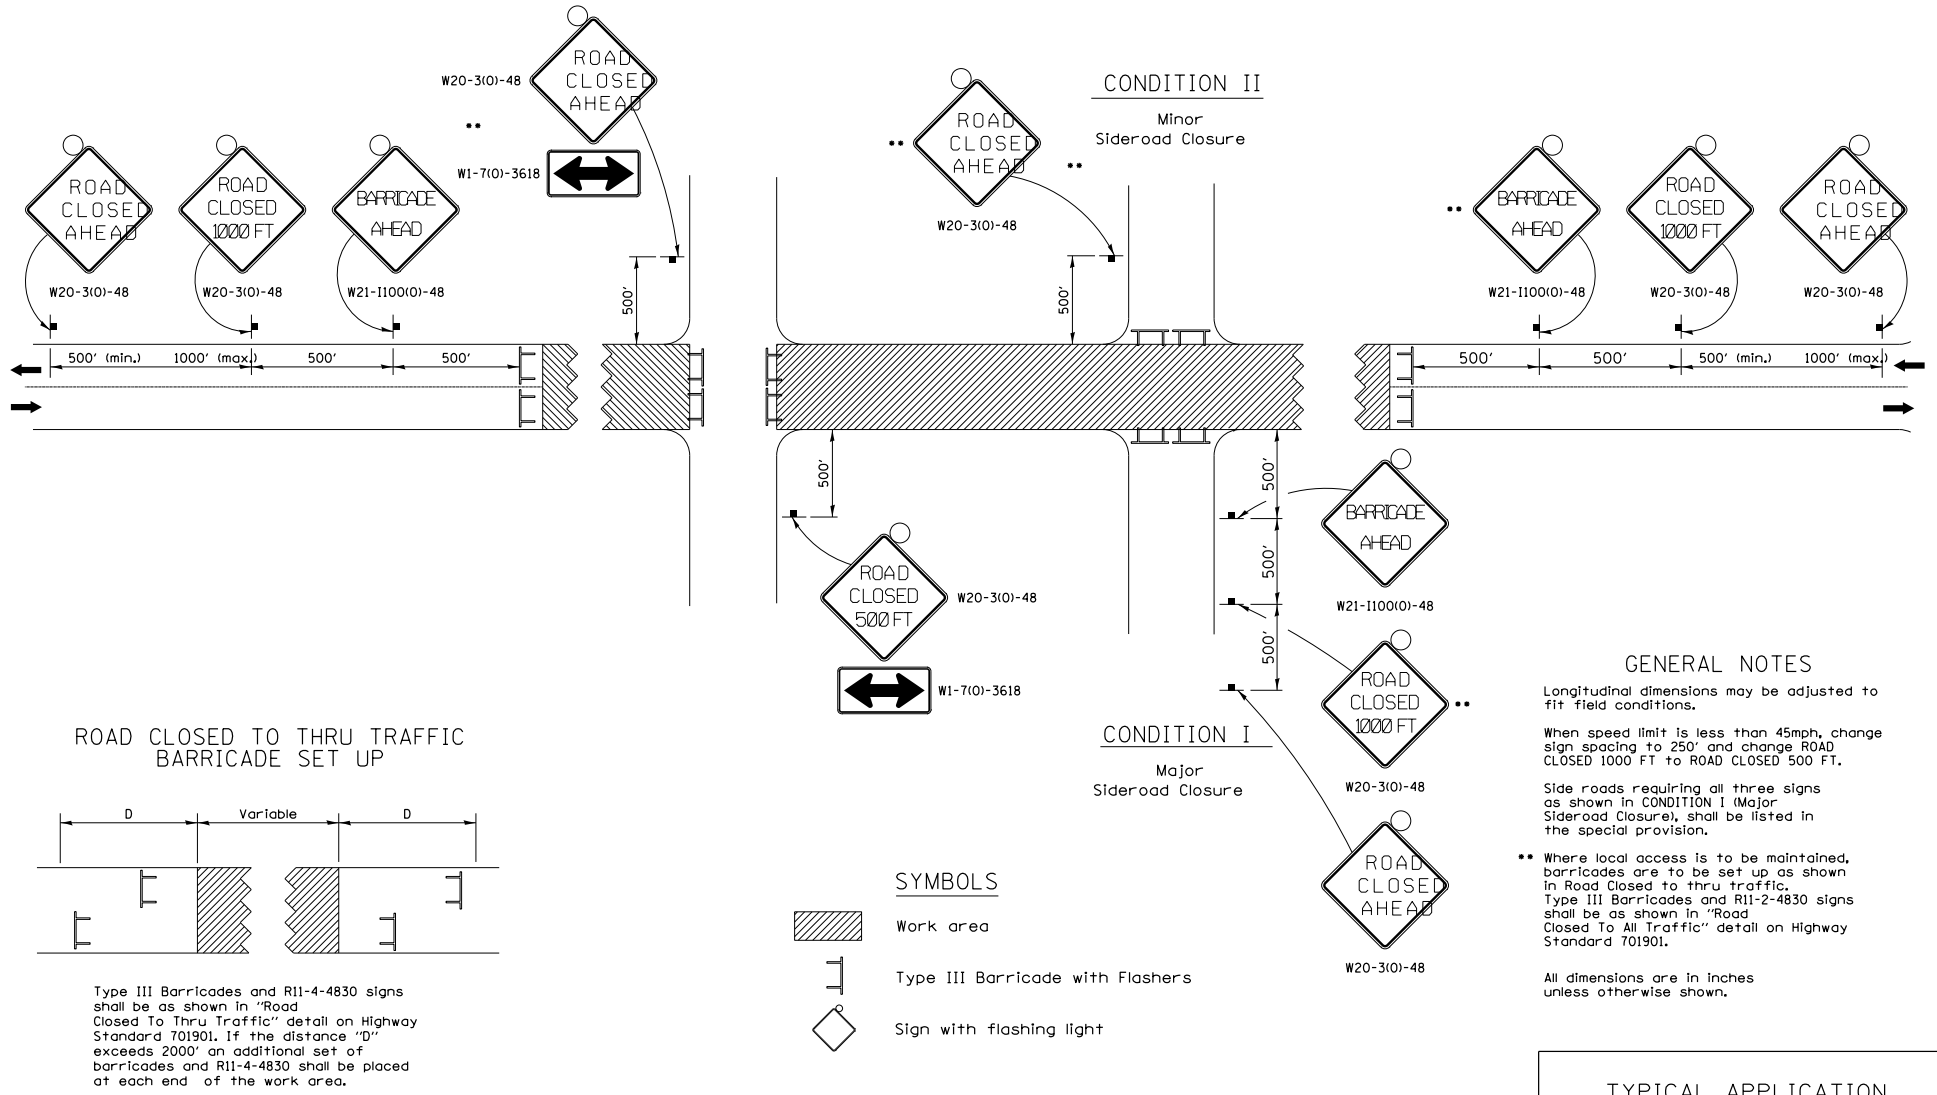 ROAD
CLOSED
AHEAD
W20-3(O)-48
**
W1-7(O)-3618
ROAD
CLOSED
AHEAD
**
**
W20-3(O)-48
CONDITION II
Minor
Sideroad Closure
ROAD
CLOSED
AHEAD
W20-3(O)-48
ROAD
CLOSED
1000 FT
W20-3(O)-48
BARRICADE
AHEAD
W21-I100(O)-48
**
BARRICADE
AHEAD
W21-I100(O)-48
ROAD
CLOSED
1000 FT
W20-3(O)-48
ROAD
CLOSED
AHEAD
W20-3(O)-48
500'
500'
500' (min.) 1000' (max.) 500' 500'
500' 500' 500' (min.) 1000' (max.)
500'
ROAD
CLOSED
500 FT
W20-3(O)-48
W1-7(O)-3618
500'
500'
500'
BARRICADE
AHEAD
W21-I100(O)-48
ROAD
CLOSED
1000 FT
**
W20-3(O)-48
ROAD
CLOSED
AHEAD
W20-3(O)-48
CONDITION I
Major
Sideroad Closure
ROAD CLOSED TO THRU TRAFFIC
BARRICADE SET UP
D Variable D
Type III Barricades and R11-4-4830 signs
shall be as shown in "Road
Closed To Thru Traffic" detail on Highway
Standard 701901. If the distance "D"
exceeds 2000' an additional set of
barricades and R11-4-4830 shall be placed
at each end of the work area.
SYMBOLS
Work area
Type III Barricade with Flashers
Sign with flashing light
GENERAL NOTES
Longitudinal dimensions may be adjusted to
fit field conditions.
When speed limit is less than 45mph, change
sign spacing to 250' and change ROAD
CLOSED 1000 FT to ROAD CLOSED 500 FT.
Side roads requiring all three signs
as shown in CONDITION I (Major
Sideroad Closure), shall be listed in
the special provision.
** Where local access is to be maintained,
barricades are to be set up as shown
in Road Closed to thru traffic.
Type III Barricades and R11-2-4830 signs
shall be as shown in "Road
Closed To All Traffic" detail on Highway
Standard 701901.
All dimensions are in inches
unless otherwise shown.
TYPICAL APPLICATION